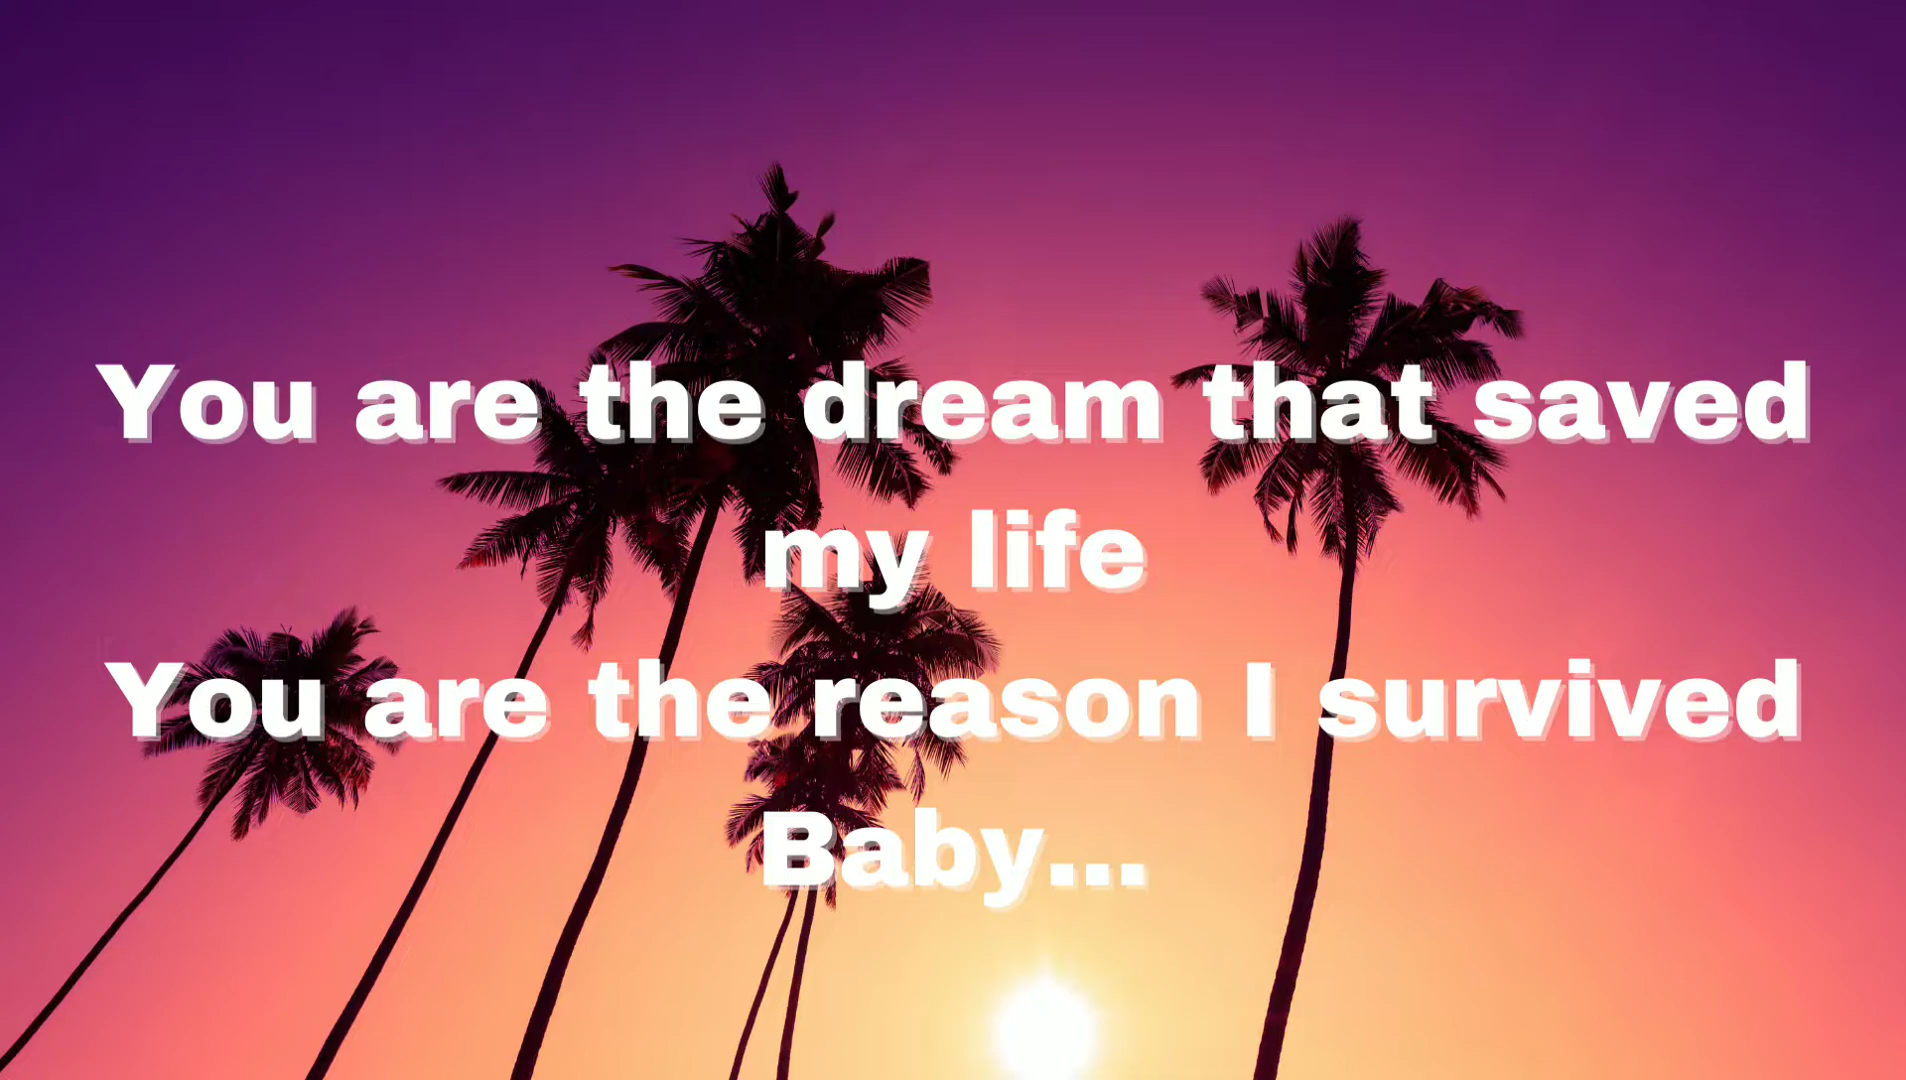 You are the dream that saved
my life
You are the reason I survived
Baby...